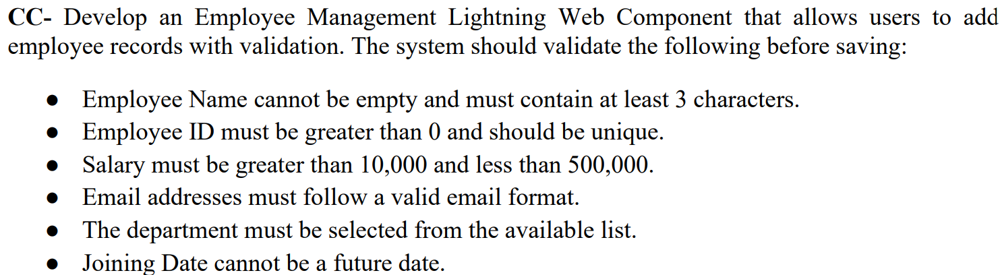 CC- Develop an Employee Management Lightning Web Component that allows users to add
employee records with validation. The system should validate the following before saving:
● Employee Name cannot be empty and must contain at least 3 characters.
● Employee ID must be greater than 0 and should be unique.
● Salary must be greater than 10,000 and less than 500,000.
● Email addresses must follow a valid email format.
● The department must be selected from the available list.
● Joining Date cannot be a future date.